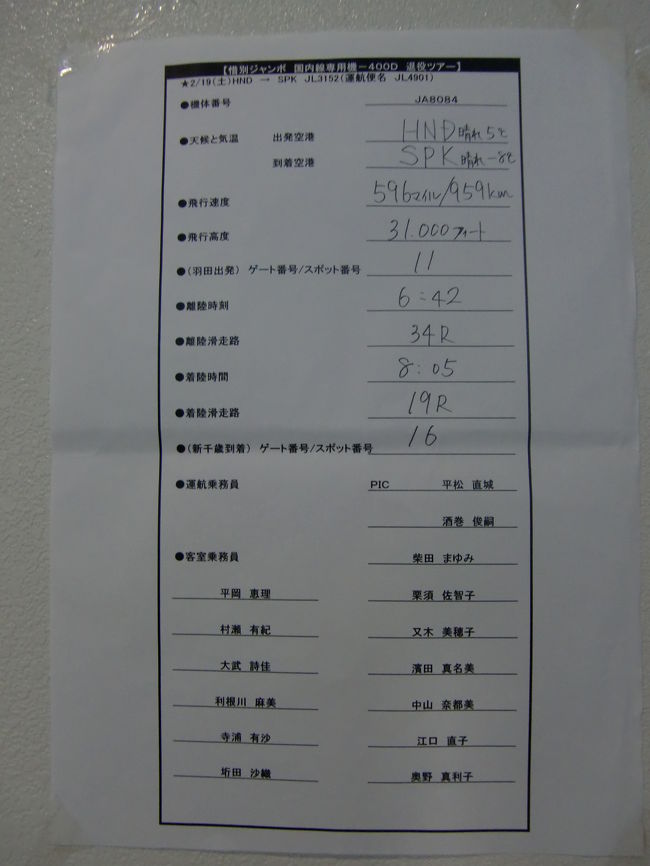 【惜別ジャンボ 国内線専用機－400D 退役ツアー】
★2/19(土)HND → SPK JL3152(運航便名 JL4901)
●機体番号 JA8084
●天候と気温 出発空港 HND 晴れ 5℃
到着空港 SPK 晴れ -8℃
●飛行速度 596マイル/959km
●飛行高度 31.000フィート
●(羽田出発) ゲート番号/スポット番号 11
●離陸時刻 6:42
●離陸滑走路 34R
●着陸時間 8:05
●着陸滑走路 19R
●(新千歳到着) ゲート番号/スポット番号 16
●運航乗務員 PIC 平松 直城
酒巻 俊嗣
●客室乗務員 柴田 まゆみ
平岡 恵理 栗須 佐智子
村瀬 有紀 又木 美穂子
大武 詩佳 濱田 真名美
利根川 麻美 中山 奈都美
寺浦 有沙 江口 直子
垳田 沙織 奥野 真利子